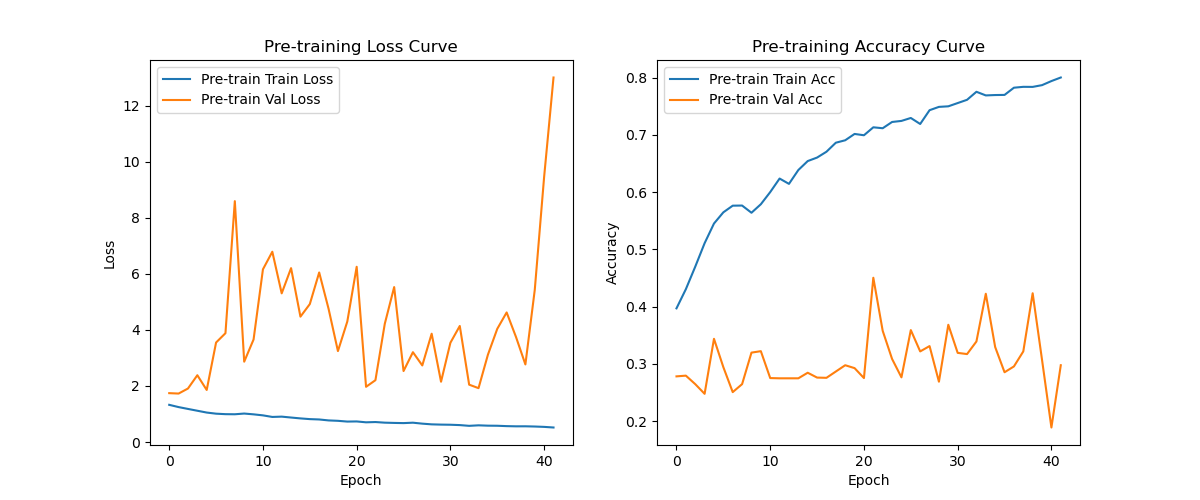 Pre-training Loss Curve
Pre-train Train Loss
Pre-train Val Loss
Loss
12
10
8
6
4
2
0
0
10
20
30
40
Epoch
Pre-training Accuracy Curve
Pre-train Train Acc
Pre-train Val Acc
Accuracy
0.8
0.7
0.6
0.5
0.4
0.3
0.2
0
10
20
30
40
Epoch